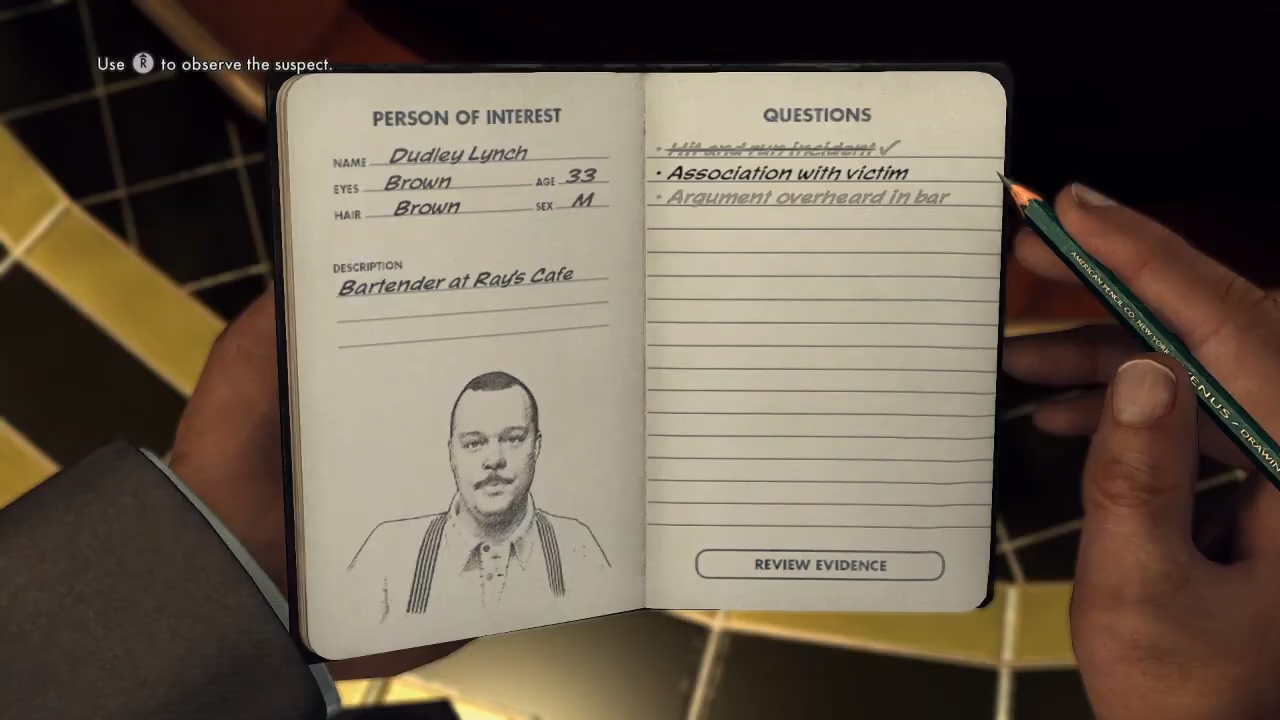 Use R to observe the suspect.
PERSON OF INTEREST
NAME Dudley Lynch
EYES Brown AGE 33
HAIR Brown SEX M
DESCRIPTION
Bartender at Ray's Cafe
QUESTIONS
· Hit and run incident ✓
· Association with victim
· Argument overheard in bar
REVIEW EVIDENCE
AMERICAN PENCIL CO. NEW YORK
VENUS / DRAWIN